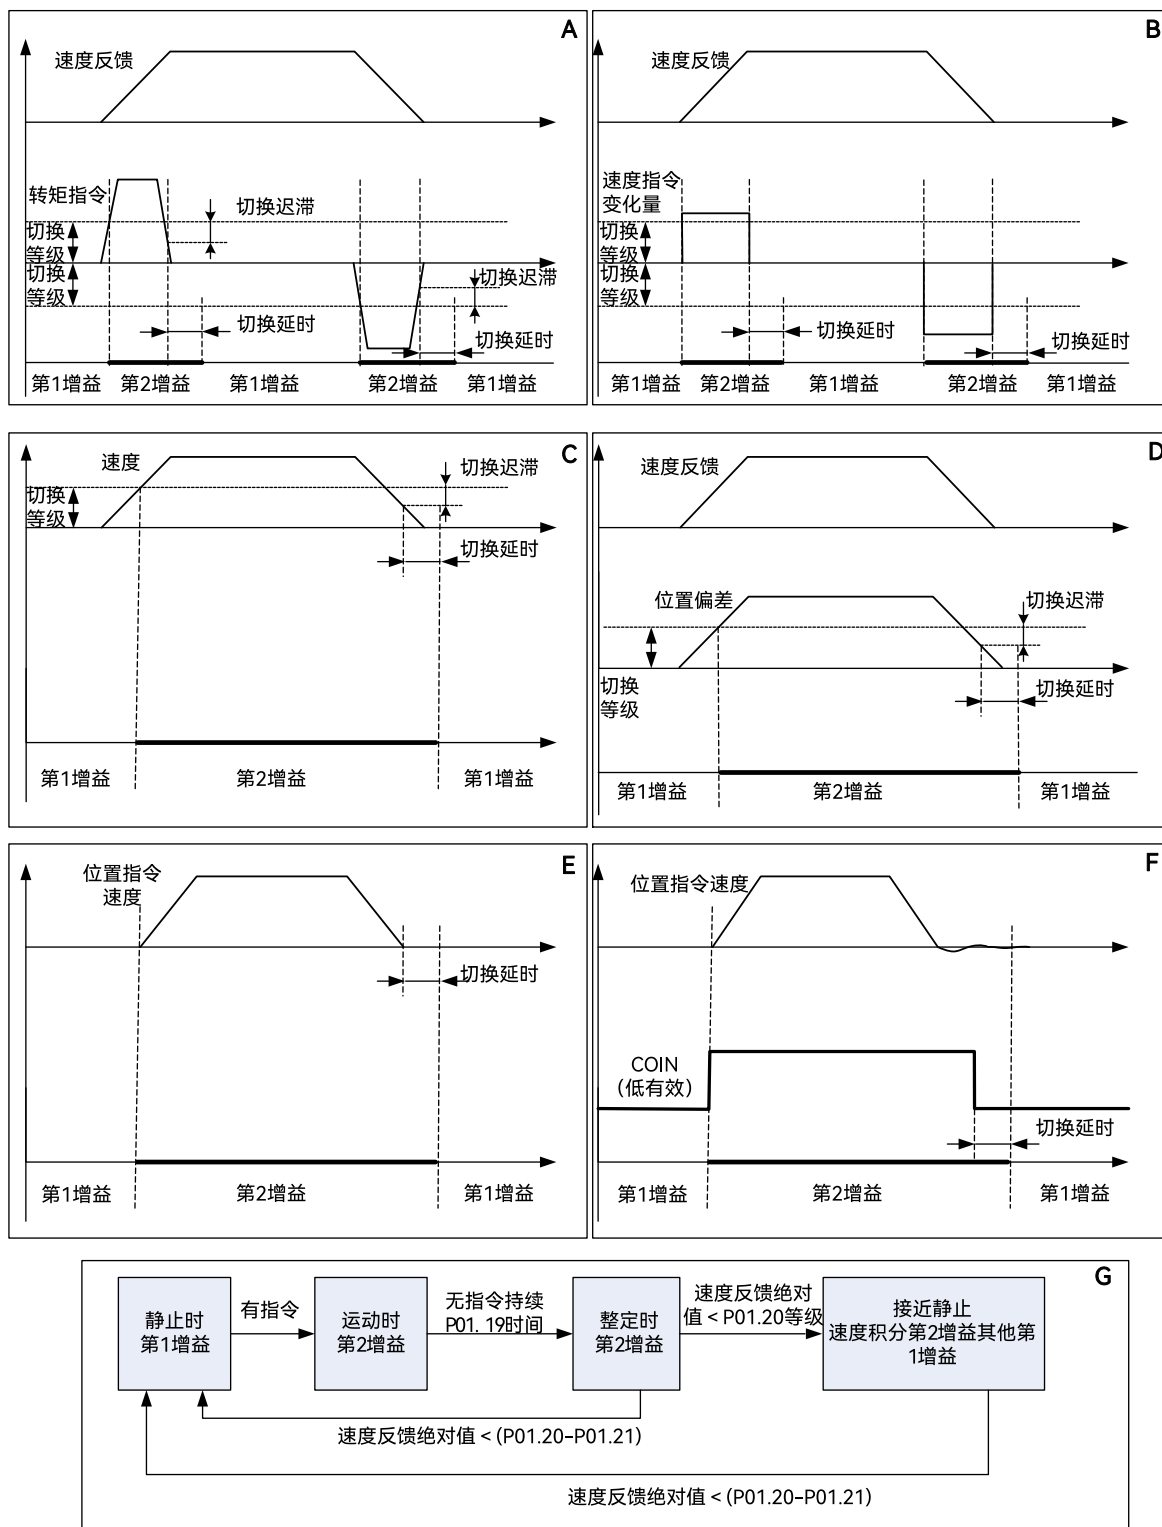 A
速度反馈
转矩指令
切换迟滞
切换
等级
切换
等级
切换迟滞
切换延时
切换延时
第1增益
第2增益
第1增益
第2增益
第1增益
B
速度反馈
速度指令
变化量
切换
等级
切换
等级
切换延时
切换延时
第1增益
第2增益
第1增益
第2增益
第1增益
C
速度
切换迟滞
切换
等级
切换延时
第1增益
第2增益
第1增益
D
速度反馈
位置偏差
切换迟滞
切换
等级
切换延时
第1增益
第2增益
第1增益
E
位置指令
速度
切换延时
第1增益
第2增益
第1增益
F
位置指令速度
COIN
（低有效）
切换延时
第1增益
第2增益
第1增益
G
静止时
第1增益
有指令
运动时
第2增益
无指令持续
P01. 19时间
整定时
第2增益
速度反馈绝对
值 < P01.20等级
接近静止
速度积分第2增益其他第
1增益
速度反馈绝对值 < (P01.20-P01.21)
速度反馈绝对值 < (P01.20-P01.21)